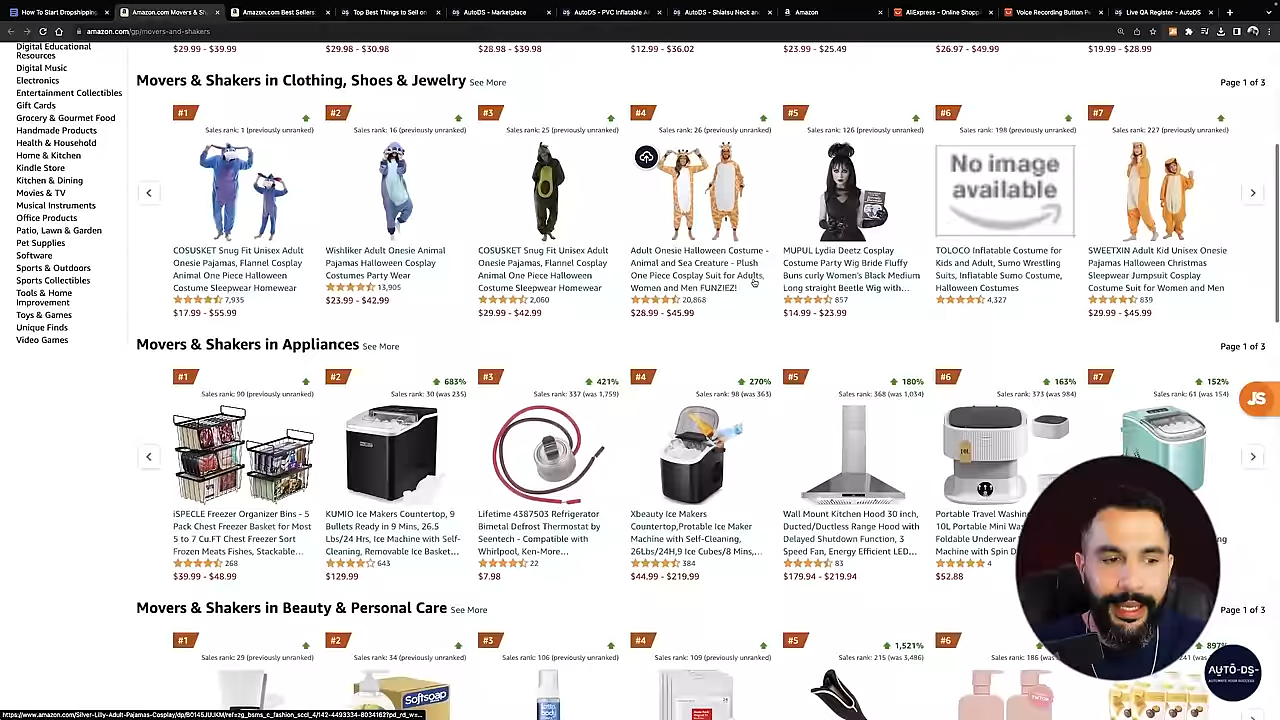 How To Start Dropshipping
Amazon.com Movers & Sh
Amazon.com Best Sellers:
Top Best Things to Sell on
AutoDS - Marketplace
AutoDS - PVC Inflatable A
AutoDS - Shiatsu Neck an
Amazon
AliExpress - Online Shopp
Voice Recording Button P
Live QA Register - AutoDS
amazon.com/gp/movers-and-shakers
Digital Educational
Resources
Digital Music
Electronics
Entertainment Collectibles
Gift Cards
Grocery & Gourmet Food
Handmade Products
Health & Household
Home & Kitchen
Kindle Store
Kitchen & Dining
Movies & TV
Musical Instruments
Office Products
Patio, Lawn & Garden
Pet Supplies
Software
Sports & Outdoors
Sports Collectibles
Tools & Home
Improvement
Toys & Games
Unique Finds
Video Games
$29.99 - $39.99
$29.98 - $30.98
$28.98 - $39.98
$12.99 - $36.02
$23.99 - $25.49
$26.97 - $49.99
$19.99 - $28.99
Movers & Shakers in Clothing, Shoes & Jewelry See More
Page 1 of 3
#1
Sales rank: 1 (previously unranked)
COSUSKET Snug Fit Unisex Adult
Onesie Pajamas, Flannel Cosplay
Animal One Piece Halloween
Costume Sleepwear Homewear
7,935
$17.99 - $55.99
#2
Sales rank: 16 (previously unranked)
Wishliker Adult Onesie Animal
Pajamas Halloween Cosplay
Costumes Party Wear
13,905
$23.99 - $42.99
#3
Sales rank: 25 (previously unranked)
COSUSKET Snug Fit Unisex Adult
Onesie Pajamas, Flannel Cosplay
Animal One Piece Halloween
Costume Sleepwear Homewear
2,060
$29.99 - $42.99
#4
Sales rank: 26 (previously unranked)
Adult Onesie Halloween Costume -
Animal and Sea Creature - Plush
One Piece Cosplay Suit for Adults,
Women and Men FUNZIEZ!
20,868
$28.99 - $45.99
#5
Sales rank: 126 (previously unranked)
MUPUL Lydia Deetz Cosplay
Costume Party Wig Bride Fluffy
Buns curly Women's Black Medium
Long straight Beetle Wig with...
857
$14.99 - $23.99
#6
Sales rank: 198 (previously unranked)
No image
available
TOLOCO Inflatable Costume for
Kids and Adult, Sumo Wrestling
Suits, Inflatable Sumo Costume,
Halloween Costumes
4,327
#7
Sales rank: 227 (previously unranked)
SWEETXIN Adult Kid Unisex Onesie
Pajamas Halloween Christmas
Sleepwear Jumpsuit Cosplay
Costume Suit for Women and Men
839
$29.99 - $45.99
Movers & Shakers in Appliances See More
Page 1 of 3
#1
Sales rank: 90 (previously unranked)
iSPECLE Freezer Organizer Bins - 5
Pack Chest Freezer Basket for Most
5 to 7 Cu.FT Chest Freezer Sort
Frozen Meats Fishes, Stackable...
268
$39.99 - $48.99
#2
683%
Sales rank: 30 (was 235)
KUMIO Ice Makers Countertop, 9
Bullets Ready in 9 Mins, 26.5
Lbs/24 Hrs, Ice Machine with Self-
Cleaning, Removable Ice Basket...
643
$129.99
#3
421%
Sales rank: 337 (was 1,759)
Lifetime 4387503 Refrigerator
Bimetal Defrost Thermostat by
Seentech - Compatible with
Whirlpool, Ken-More...
22
$7.98
#4
270%
Sales rank: 98 (was 363)
Xbeauty Ice Makers
Countertop,Protable Ice Maker
Machine with Self-Cleaning,
26Lbs/24H,9 Ice Cubes/8 Mins,...
384
$44.99 - $219.99
#5
180%
Sales rank: 368 (was 1,034)
Wall Mount Kitchen Hood 30 inch,
Ducted/Ductless Range Hood with
Delayed Shutdown Function, 3
Speed Fan, Energy Efficient LED...
83
$179.94 - $219.94
#6
163%
Sales rank: 373 (was 984)
Portable Travel Washing
10L Portable Mini Wa
Foldable Underwear
Machine with Spin D
4
$52.88
#7
152%
Sales rank: 61 (was 154)
JS
Movers & Shakers in Beauty & Personal Care See More
Page 1 of 3
#1
Sales rank: 29 (previously unranked)
#2
Sales rank: 34 (previously unranked)
Softsoap
#3
Sales rank: 106 (previously unranked)
#4
Sales rank: 109 (previously unranked)
#5
1,521%
Sales rank: 215 (was 3,486)
#6
Sales rank: 186 (was
897%
241 (was
AUTO-DS-
AUTOMATE YOUR SUCCESS